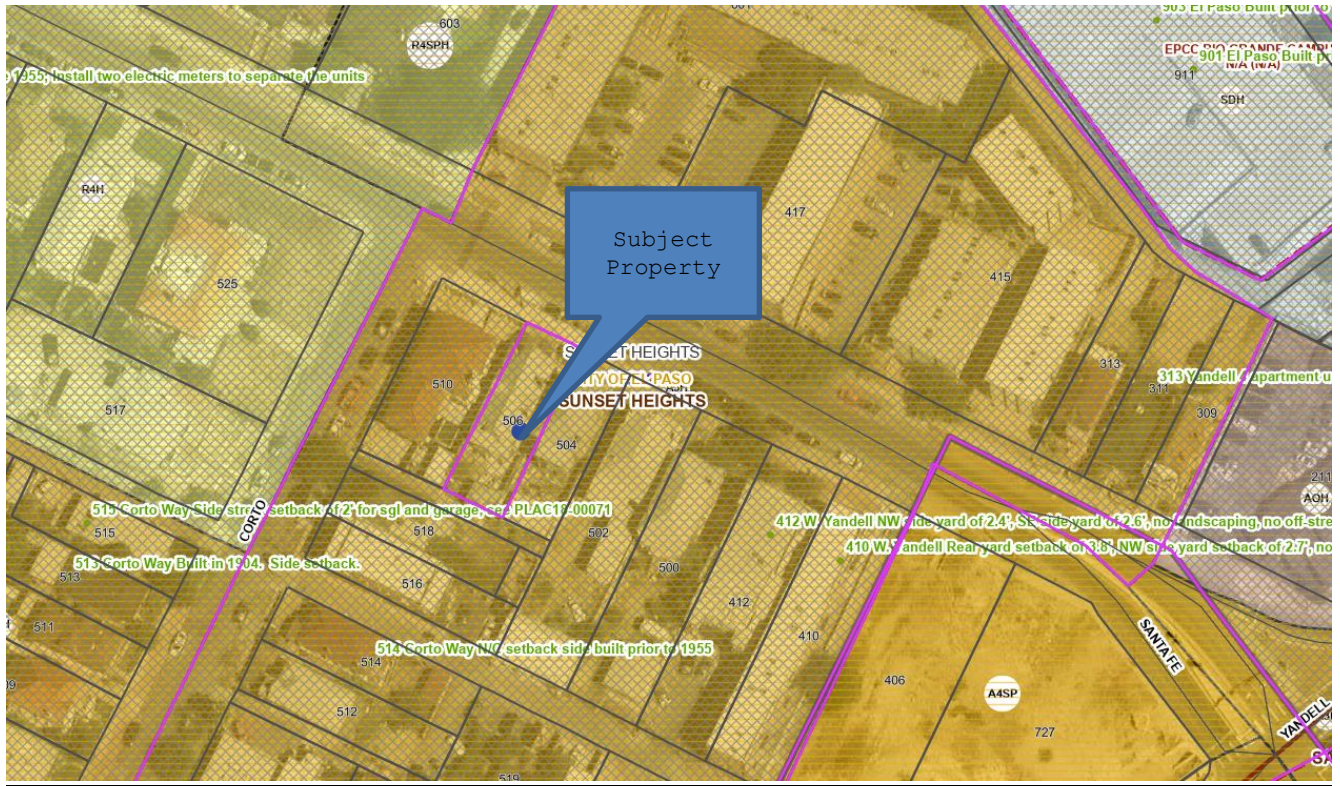 603
R4SPH
903 El Paso Built prior to
EPCC RIO GRANDE CAMPU
N/A (N/A)
901 El Paso Built pr
911
SDH
1955; Install two electric meters to separate the units
R4H
525
417
415
Subject
Property
SUNSET HEIGHTS
CITY OF EL PASO
SUNSET HEIGHTS
313
311
309
313 Yandell 4 apartment u
211
AOH
510
506
504
517
CORTO
515 Corto Way Side street setback of 2' for sgl and garage, see PLAC18-00071
515
518
502
412 W Yandell NW side yard of 2.4', SE side yard of 2.6', no landscaping, no off-stre
410 W. Yandell Rear yard setback of 3.8', NW side yard setback of 2.7', no
513 Corto Way Built in 1904. Side setback.
513
516
500
412
410
511
514 Corto Way N/C setback side built prior to 1955
514
512
406
A4SP
727
SANTA FE
YANDELL
519